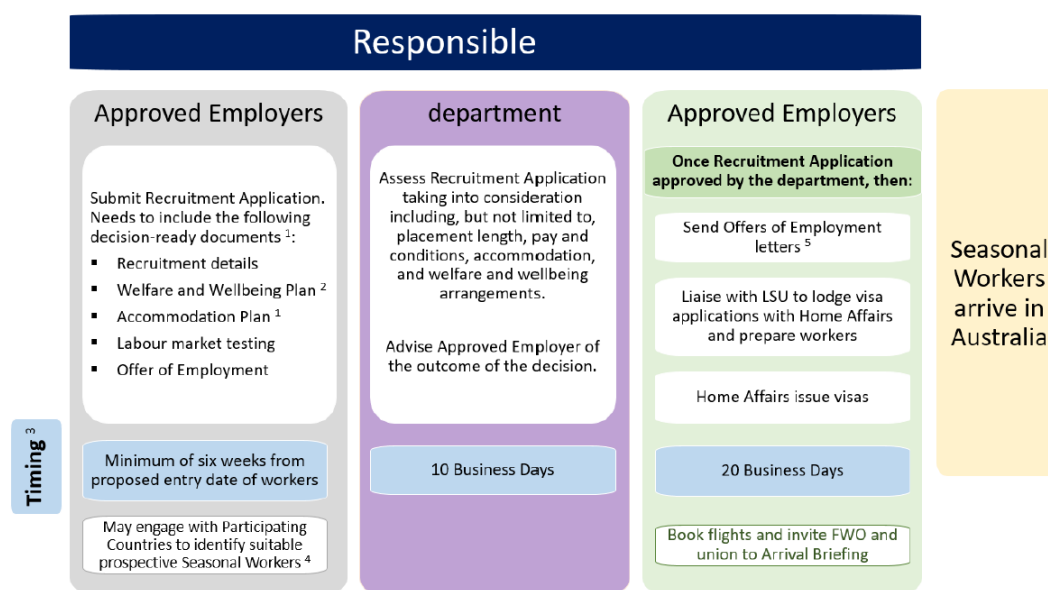 Responsible
Approved Employers
Submit Recruitment Application.
Needs to include the following
decision-ready documents ¹:
▪ Recruitment details
▪ Welfare and Wellbeing Plan ²
▪ Accommodation Plan ¹
▪ Labour market testing
▪ Offer of Employment
Timing ³
Minimum of six weeks from
proposed entry date of workers
May engage with Participating
Countries to identify suitable
prospective Seasonal Workers ⁴
department
Assess Recruitment Application
taking into consideration
including, but not limited to,
placement length, pay and
conditions, accommodation,
and welfare and wellbeing
arrangements.
Advise Approved Employer of
the outcome of the decision.
10 Business Days
Approved Employers
Once Recruitment Application
approved by the department, then:
Send Offers of Employment
letters ⁵
Liaise with LSU to lodge visa
applications with Home Affairs
and prepare workers
Home Affairs issue visas
20 Business Days
Book flights and invite FWO and
union to Arrival Briefing
Seasonal
Workers
arrive in
Australia